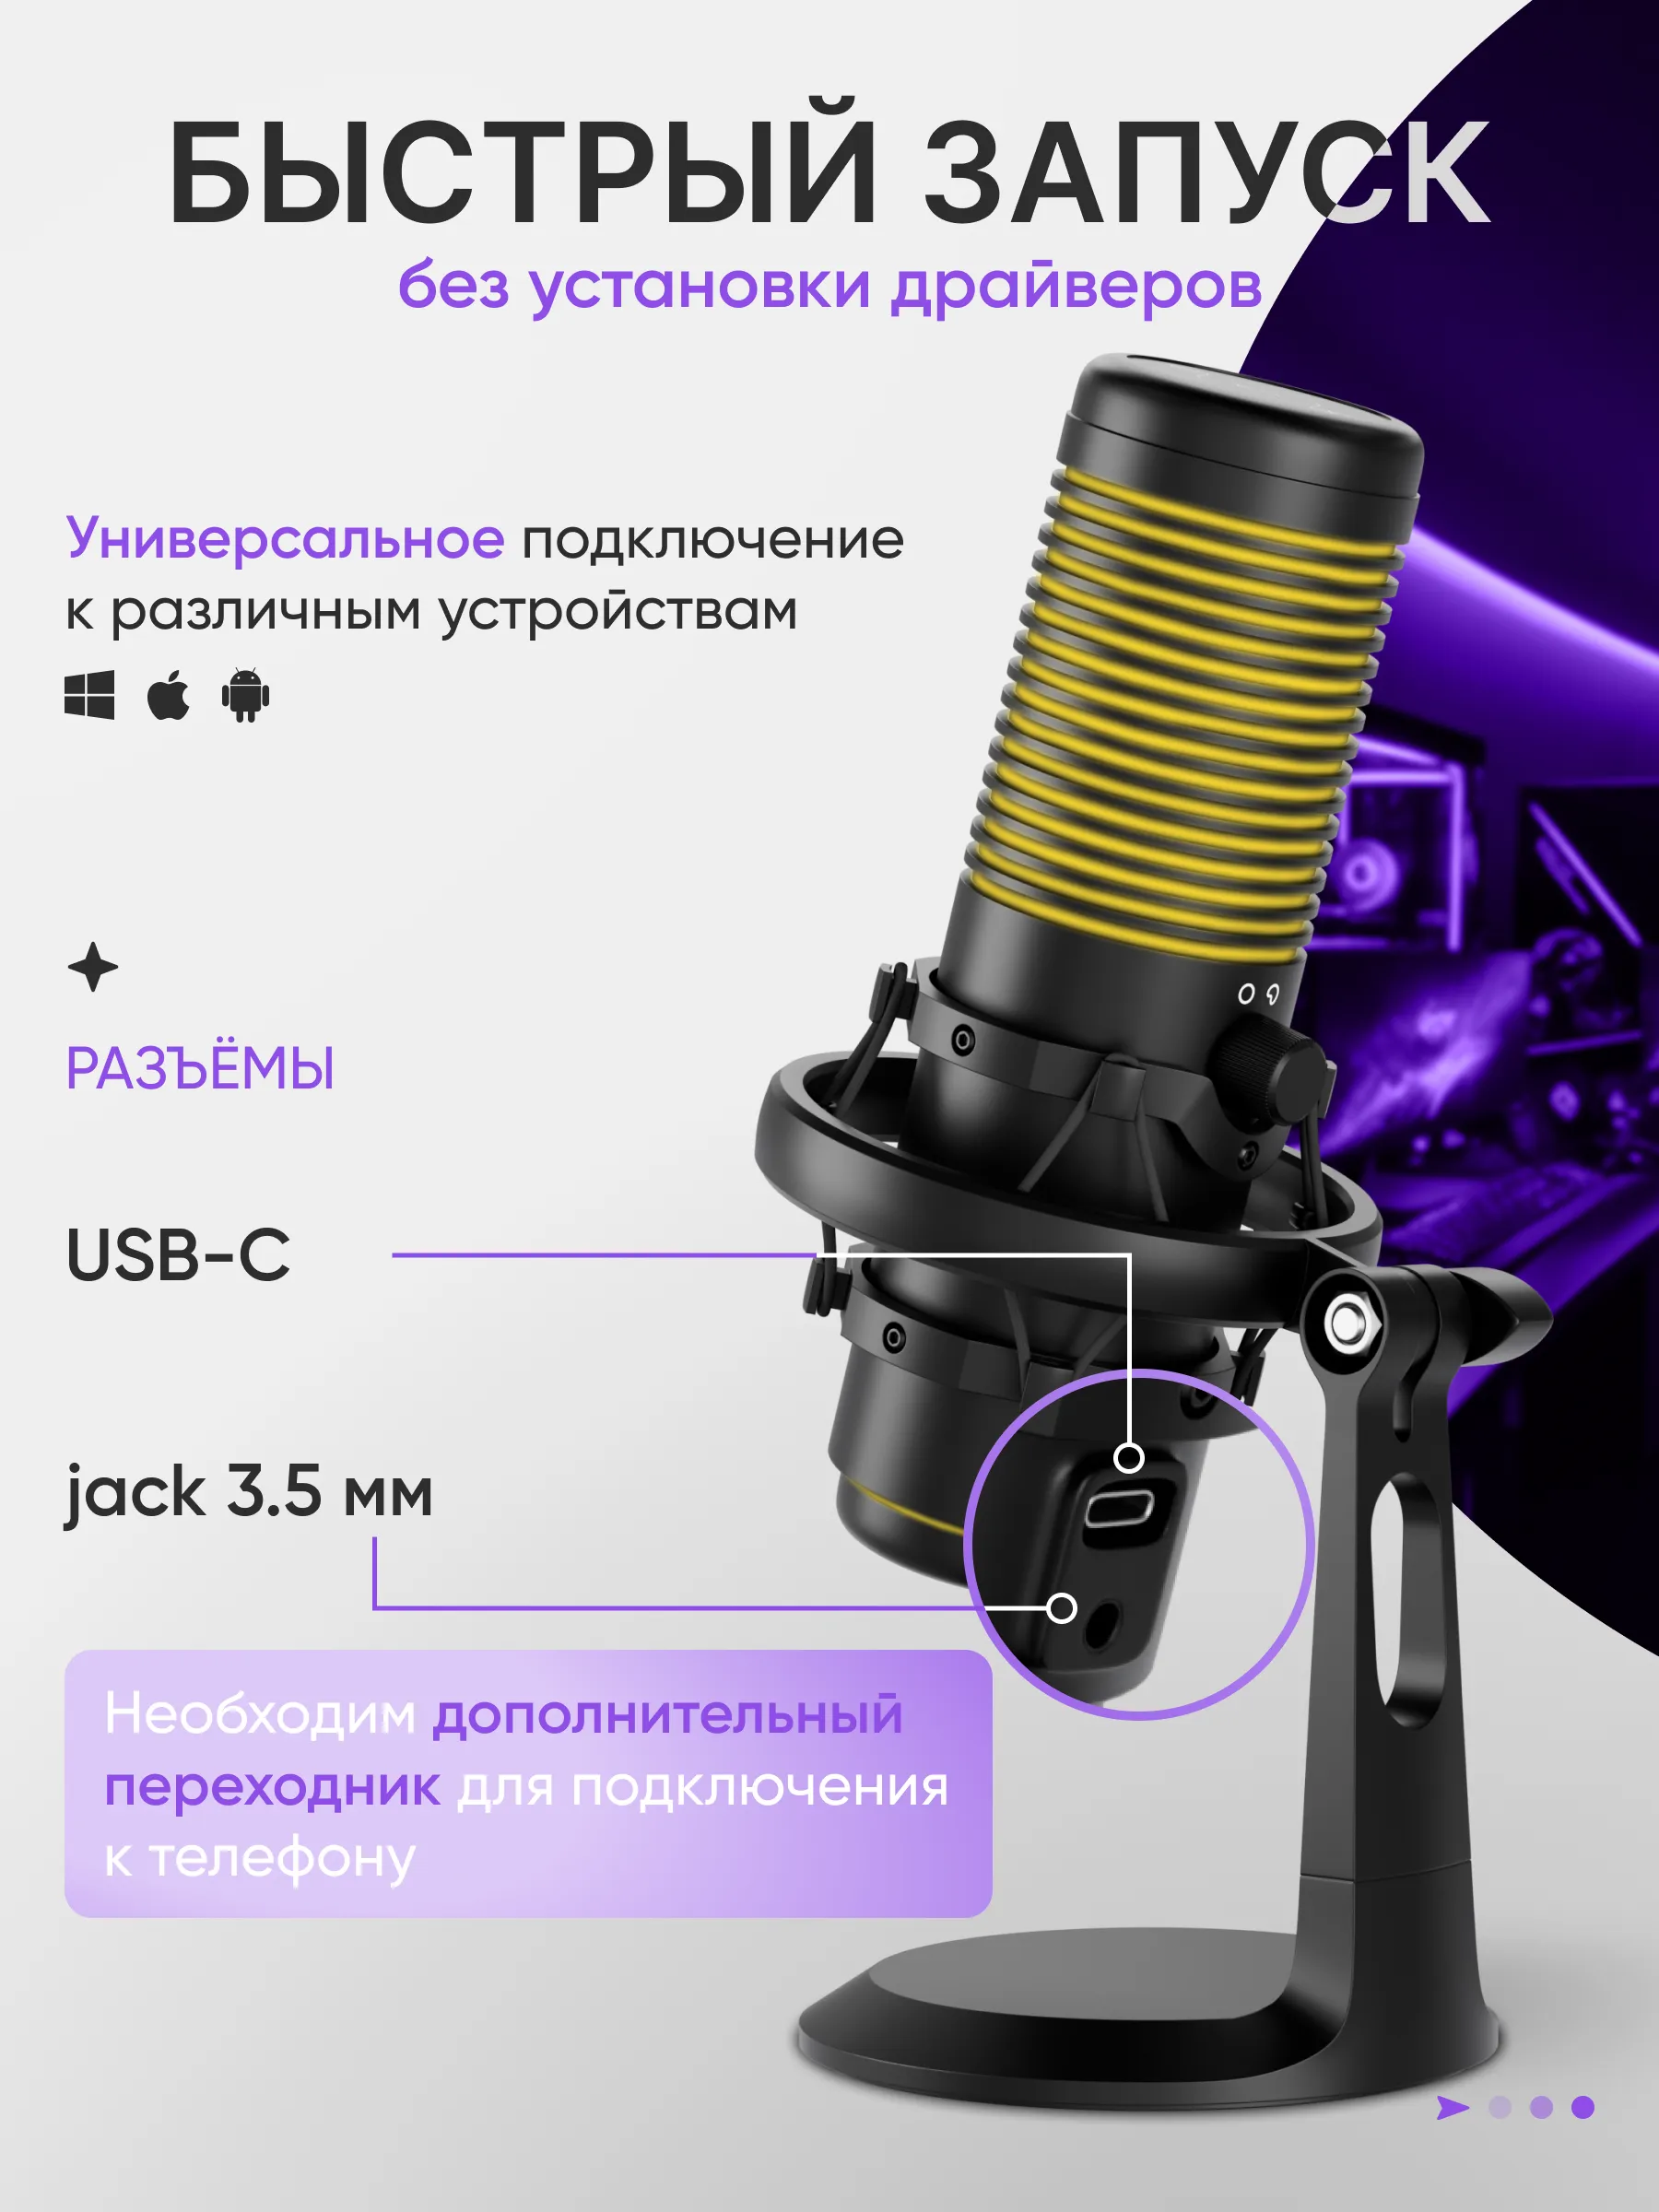 БЫСТРЫЙ ЗАПУСК
без установки драйверов
Универсальное подключение
к различным устройствам
РАЗЪЁМЫ
USB-C
jack 3.5 мм
Необходим дополнительный
переходник для подключения
к телефону